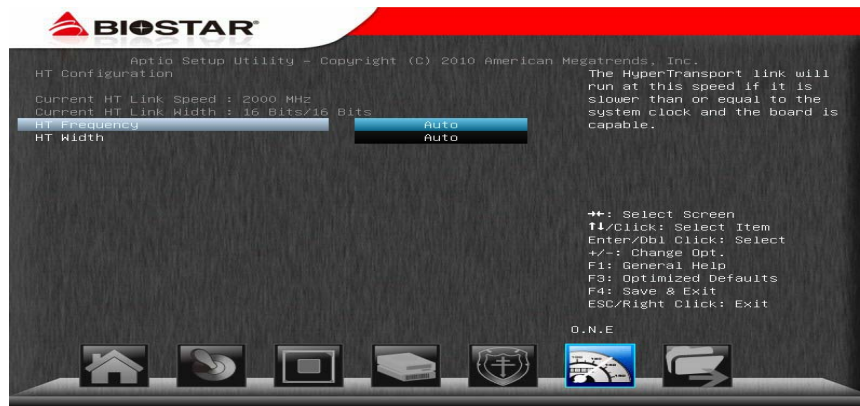 BIOSTAR®
Aptio Setup Utility – Copyright (C) 2010 American Megatrends, Inc.
HT Configuration
Current HT Link Speed : 2000 MHz
Current HT Link Width : 16 Bits/16 Bits
HT Frequency Auto
HT Width Auto
The HyperTransport link will
run at this speed if it is
slower than or equal to the
system clock and the board is
capable.
→←: Select Screen
↑↓/Click: Select Item
Enter/Dbl Click: Select
+/-: Change Opt.
F1: General Help
F3: Optimized Defaults
F4: Save & Exit
ESC/Right Click: Exit
O.N.E